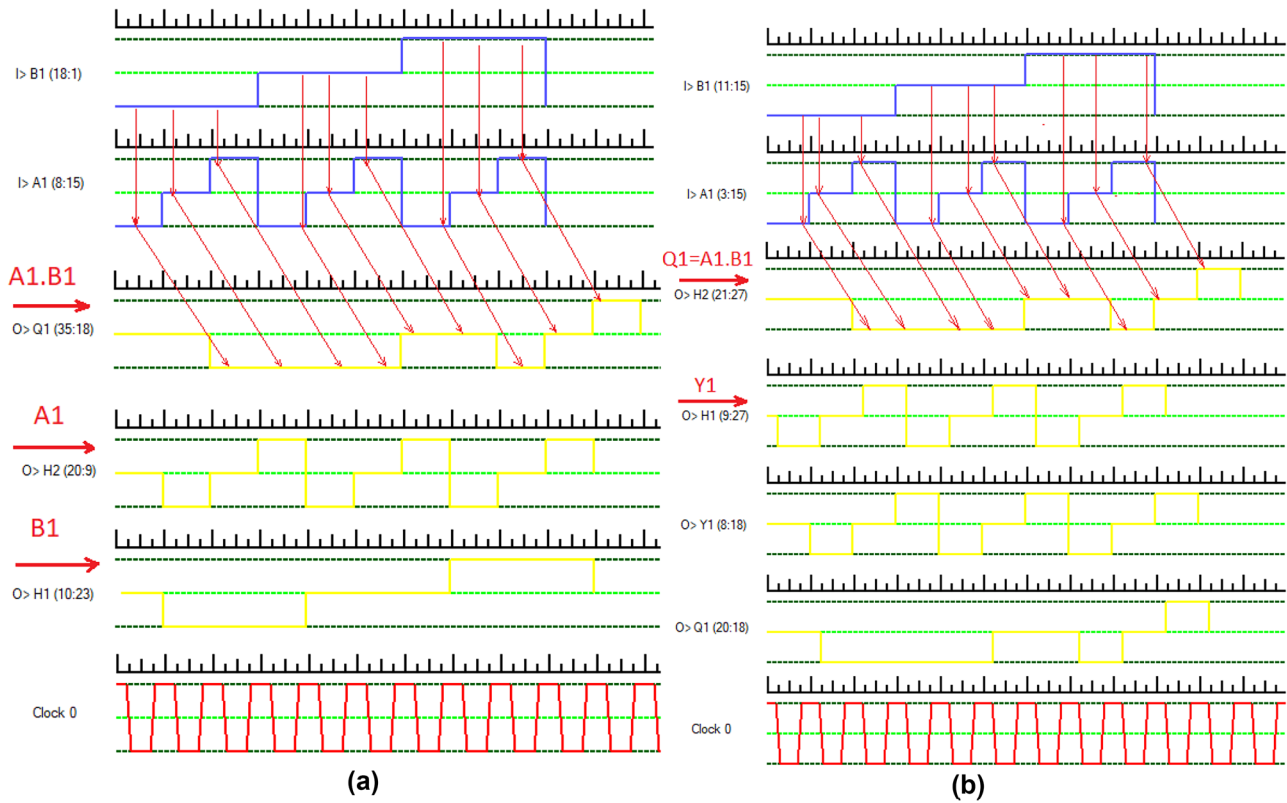 I> B1 (18:1)
I> A1 (8:15)
A1.B1
O> Q1 (35:18)
A1
O> H2 (20:9)
B1
O> H1 (10:23)
Clock 0
(a)
I> B1 (11:15)
I> A1 (3:15)
Q1=A1.B1
O> H2 (21:27)
Y1
O> H1 (9:27)
O> Y1 (8:18)
O> Q1 (20:18)
Clock 0
(b)